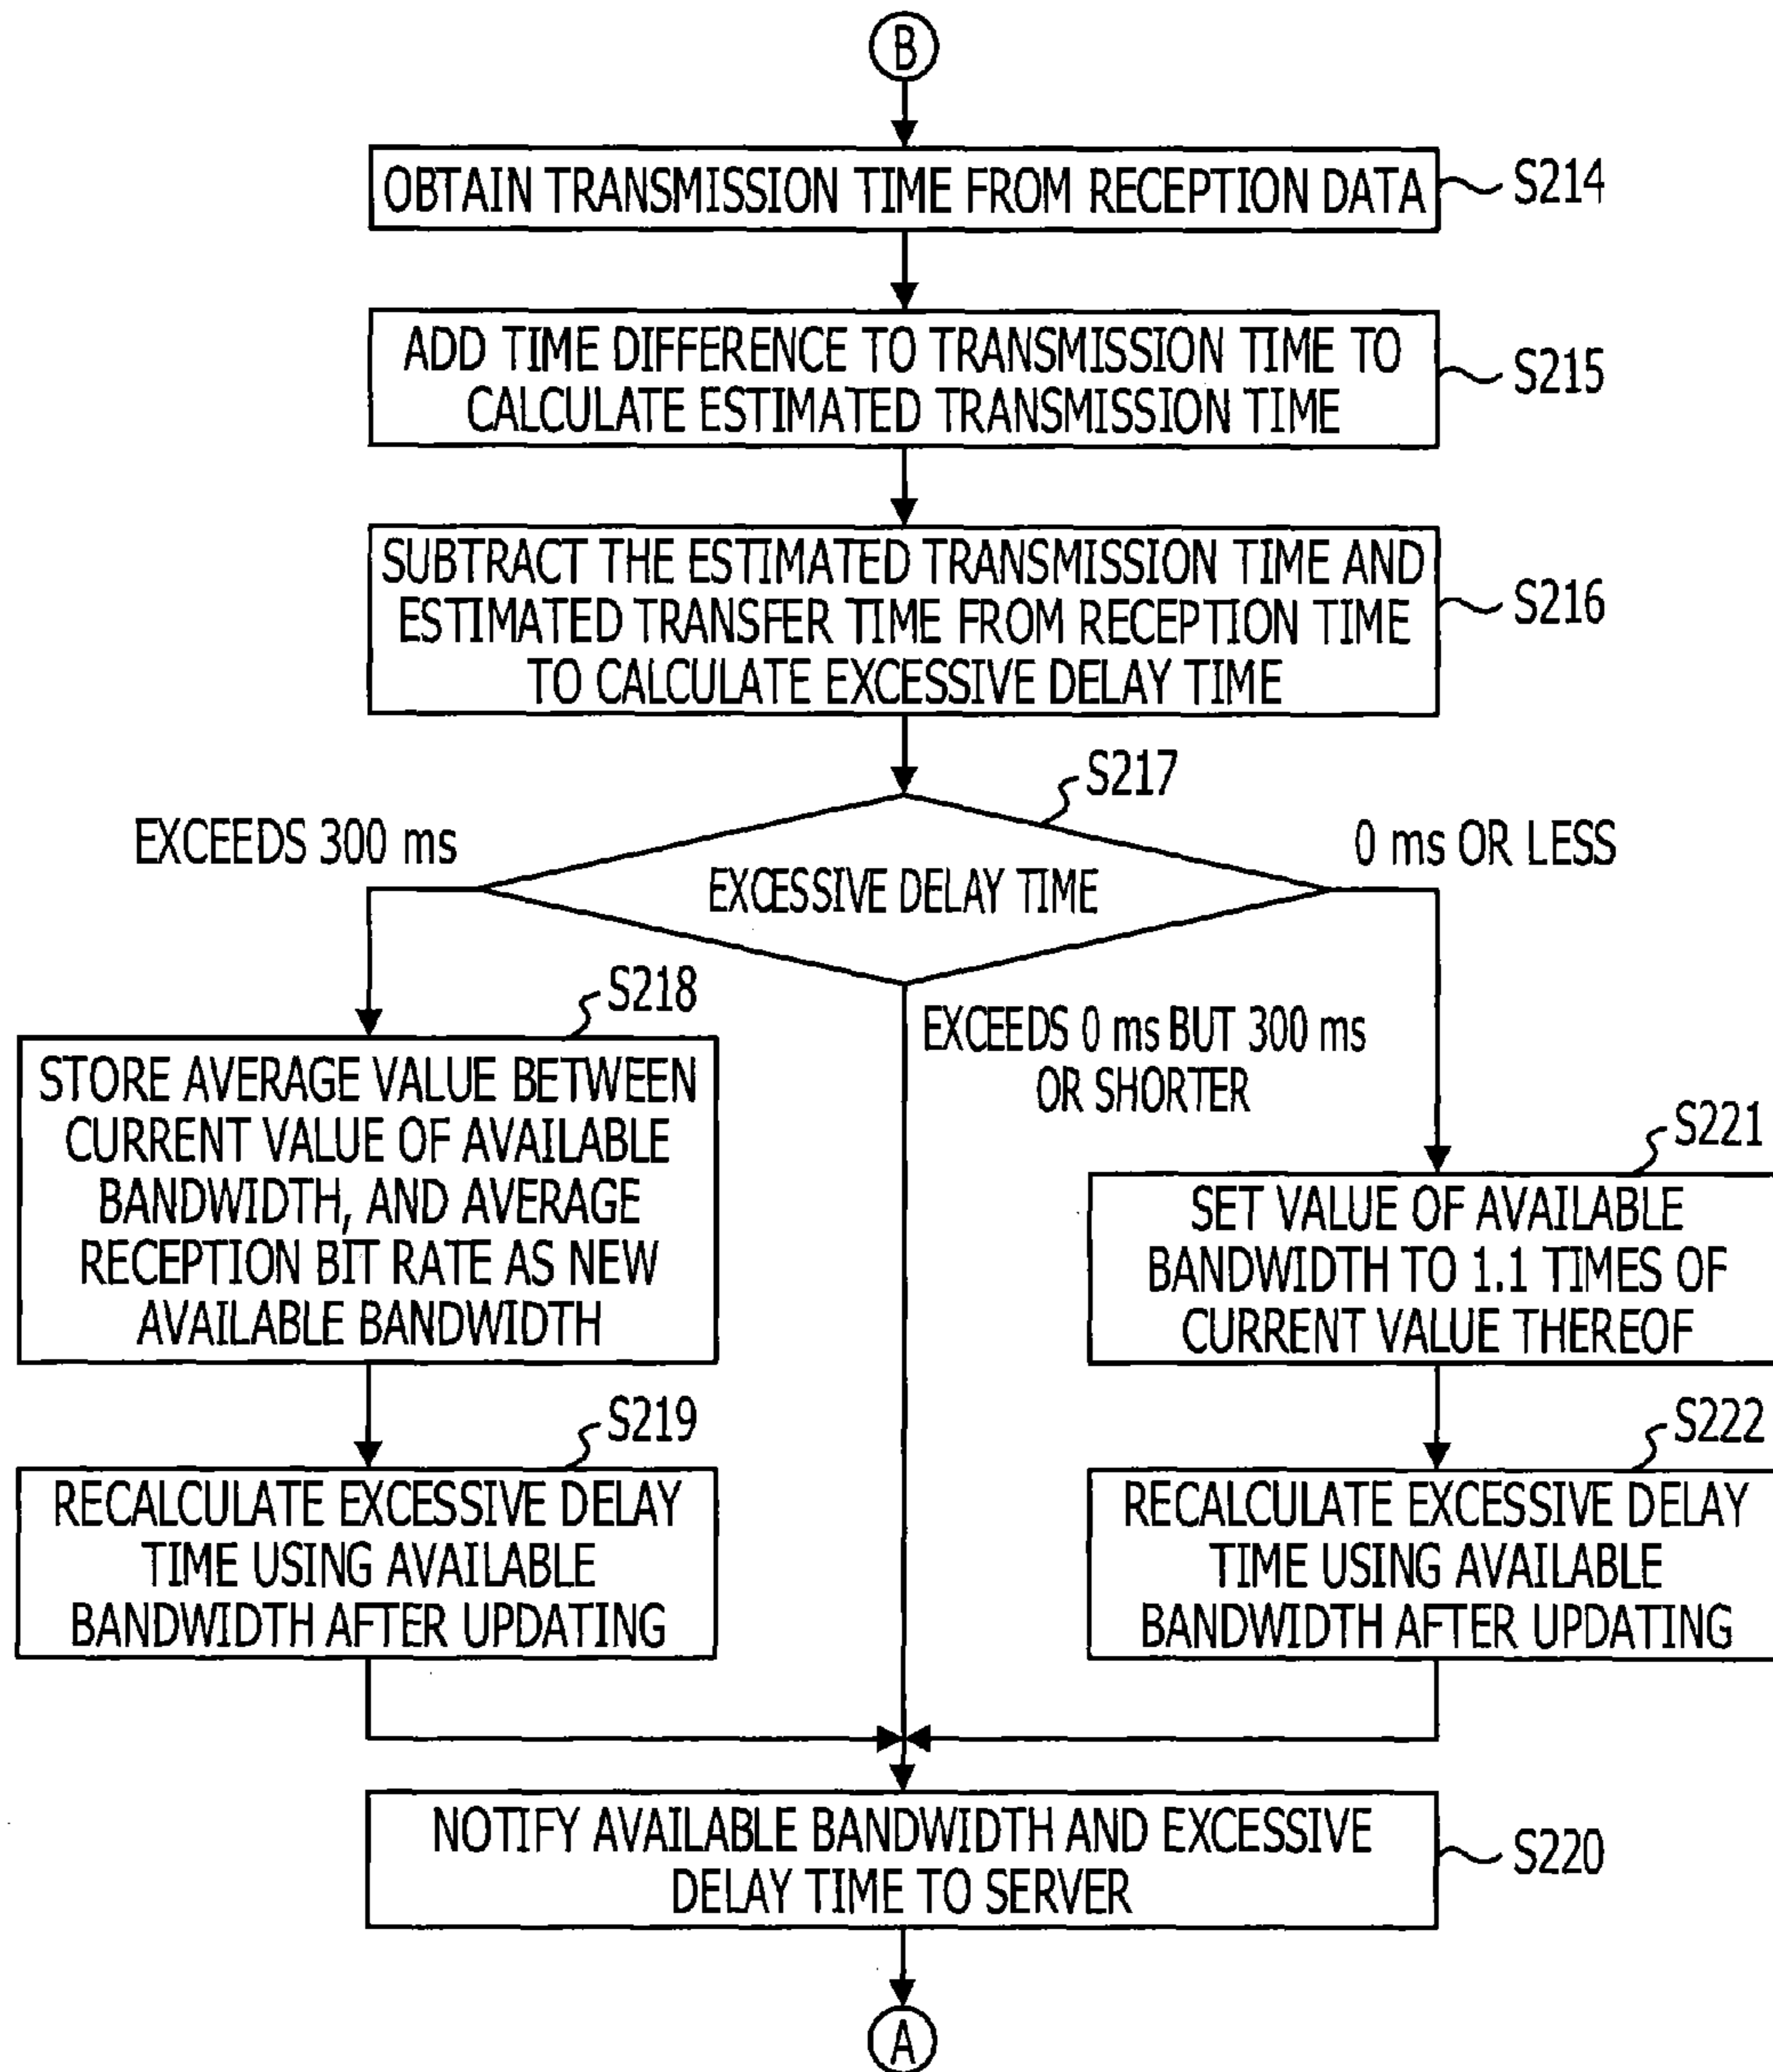 B
OBTAIN TRANSMISSION TIME FROM RECEPTION DATA
S214
ADD TIME DIFFERENCE TO TRANSMISSION TIME TO
CALCULATE ESTIMATED TRANSMISSION TIME
S215
SUBTRACT THE ESTIMATED TRANSMISSION TIME AND
ESTIMATED TRANSFER TIME FROM RECEPTION TIME
TO CALCULATE EXCESSIVE DELAY TIME
S216
S217
EXCEEDS 300 ms
EXCESSIVE DELAY TIME
0 ms OR LESS
EXCEEDS 0 ms BUT 300 ms
OR SHORTER
S218
STORE AVERAGE VALUE BETWEEN
CURRENT VALUE OF AVAILABLE
BANDWIDTH, AND AVERAGE
RECEPTION BIT RATE AS NEW
AVAILABLE BANDWIDTH
S221
SET VALUE OF AVAILABLE
BANDWIDTH TO 1.1 TIMES OF
CURRENT VALUE THEREOF
S219
RECALCULATE EXCESSIVE DELAY
TIME USING AVAILABLE
BANDWIDTH AFTER UPDATING
S222
RECALCULATE EXCESSIVE DELAY
TIME USING AVAILABLE
BANDWIDTH AFTER UPDATING
NOTIFY AVAILABLE BANDWIDTH AND EXCESSIVE
DELAY TIME TO SERVER
S220
A